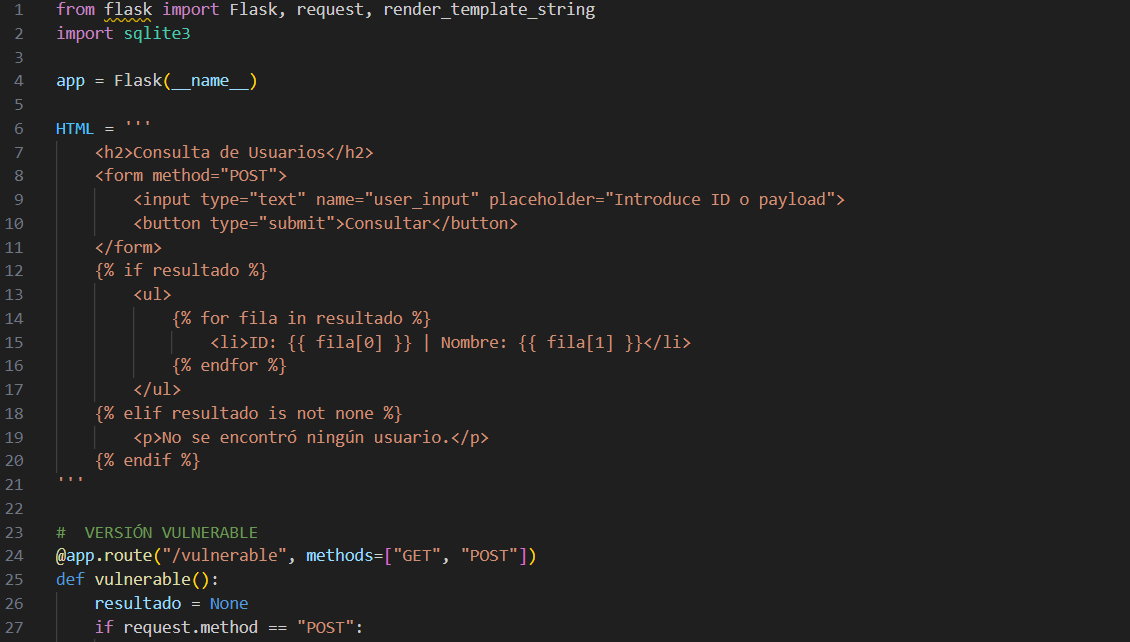 1 from flask import Flask, request, render_template_string
2 import sqlite3
3
4 app = Flask(__name__)
5
6 HTML = '''
7     <h2>Consulta de Usuarios</h2>
8     <form method="POST">
9         <input type="text" name="user_input" placeholder="Introduce ID o payload">
10         <button type="submit">Consultar</button>
11     </form>
12     {% if resultado %}
13         <ul>
14             {% for fila in resultado %}
15                 <li>ID: {{ fila[0] }} | Nombre: {{ fila[1] }}</li>
16             {% endfor %}
17         </ul>
18     {% elif resultado is not none %}
19         <p>No se encontró ningún usuario.</p>
20     {% endif %}
21 '''
22
23 #  VERSIÓN VULNERABLE
24 @app.route("/vulnerable", methods=["GET", "POST"])
25 def vulnerable():
26     resultado = None
27     if request.method == "POST":